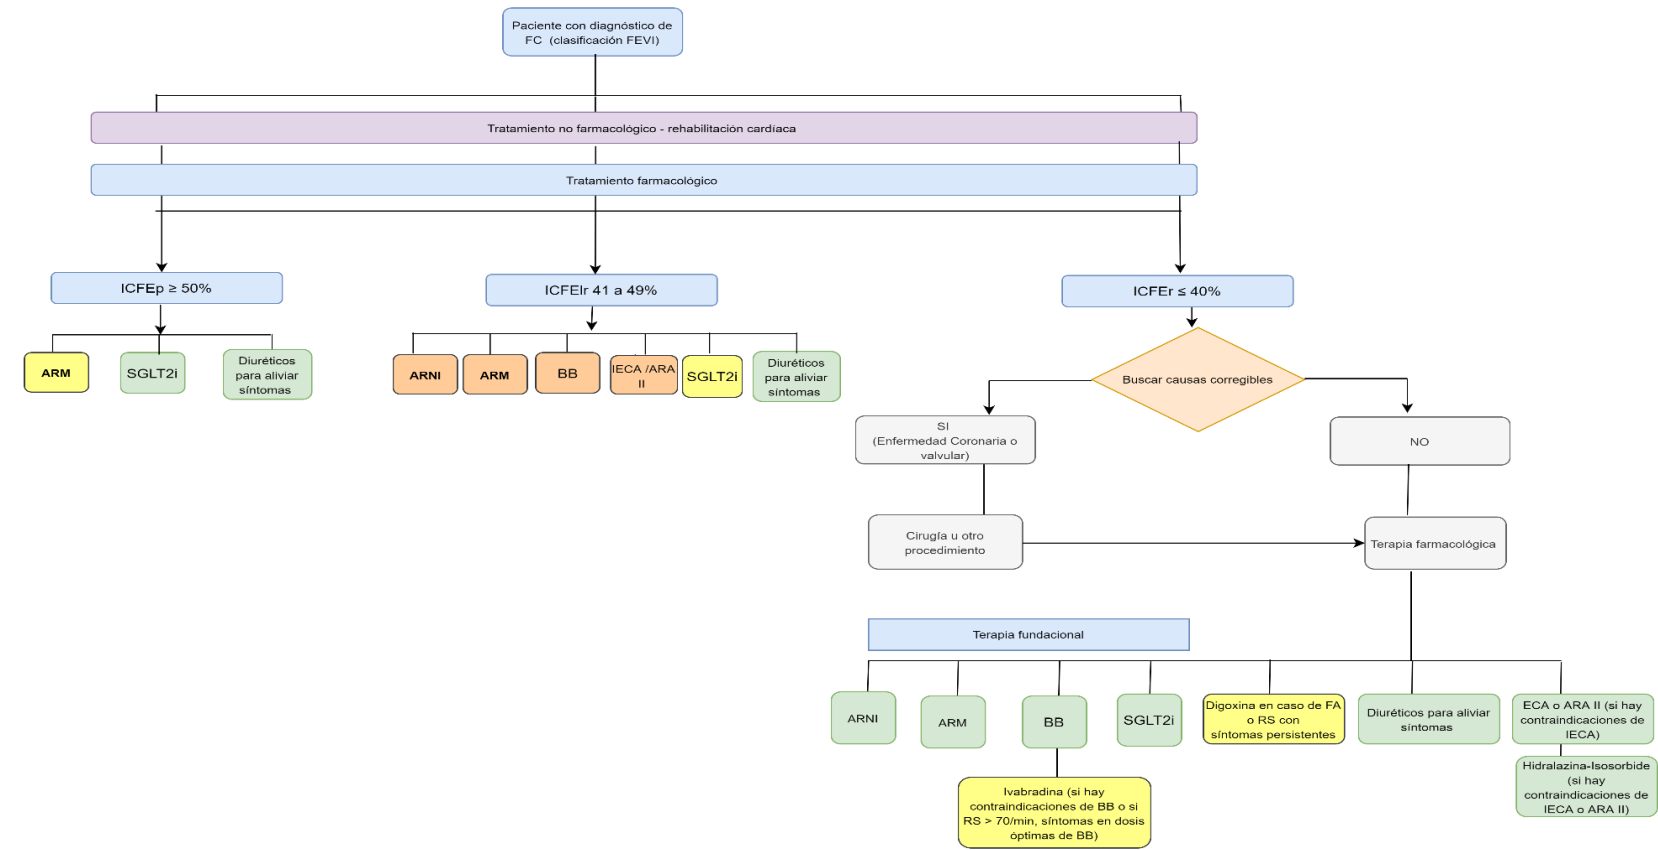 Paciente con diagnóstico de
FC (clasificación FEVI)
Tratamiento no farmacológico - rehabilitación cardíaca
Tratamiento farmacológico
ICFEp ≥ 50%
ICFElr 41 a 49%
ICFEr ≤ 40%
ARM
SGLT2i
Diuréticos
para aliviar
síntomas
ARNI
ARM
BB
IECA /ARA
II
SGLT2i
Diuréticos
para aliviar
síntomas
Buscar causas corregibles
SI
(Enfermedad Coronaria o
valvular)
NO
Cirugía u otro
procedimiento
Terapia farmacológica
Terapia fundacional
ARNI
ARM
BB
SGLT2i
Digoxina en caso de FA
o RS con
síntomas persistentes
Diuréticos para aliviar
síntomas
ECA o ARA II (si hay
contraindicaciones de
IECA)
Ivabradina (si hay
contraindicaciones de BB o si
RS > 70/min, síntomas en dosis
óptimas de BB)
Hidralazina-Isosorbide
(si hay
contraindicaciones de
IECA o ARA II)